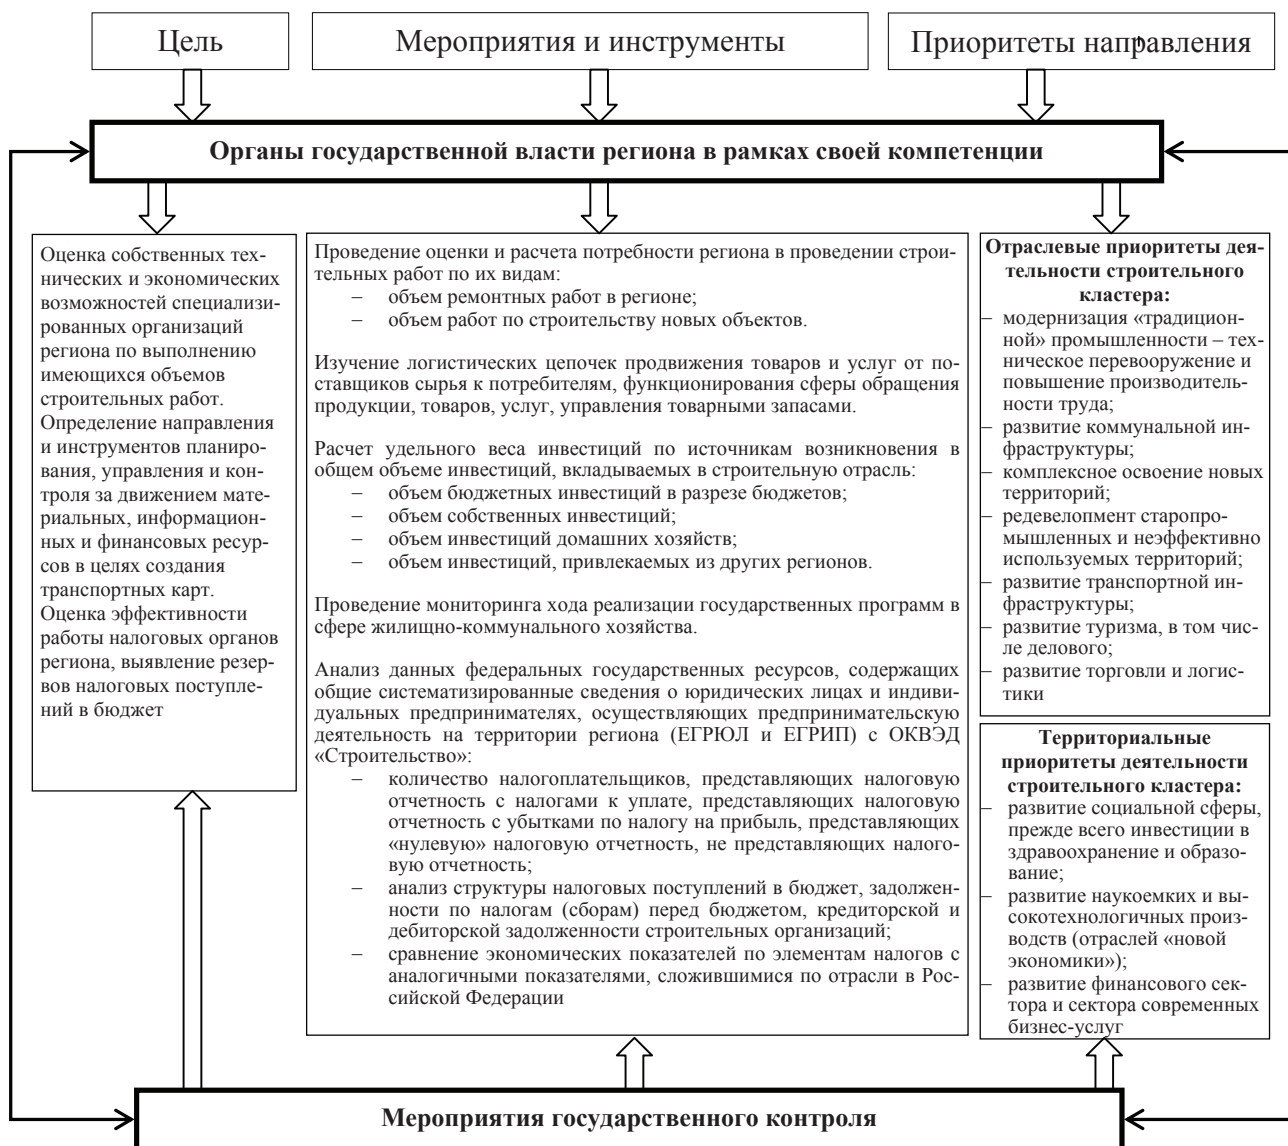 Цель
Мероприятия и инструменты
Приоритеты направления
Органы государственной власти региона в рамках своей компетенции
Оценка собственных тех-
нических и экономических
возможностей специализи-
рованных организаций
региона по выполнению
имеющихся объемов
строительных работ.
Определение направления
и инструментов планиро-
вания, управления и кон-
троля за движением мате-
риальных, информацион-
ных и финансовых ресур-
сов в целях создания
транспортных карт.
Оценка эффективности
работы налоговых органов
региона, выявление резер-
вов налоговых поступле-
ний в бюджет
Проведение оценки и расчета потребности региона в проведении строи-
тельных работ по их видам:
– объем ремонтных работ в регионе;
– объем работ по строительству новых объектов.
Изучение логистических цепочек продвижения товаров и услуг от по-
ставщиков сырья к потребителям, функционирования сферы обращения
продукции, товаров, услуг, управления товарными запасами.
Расчет удельного веса инвестиций по источникам возникновения в
общем объеме инвестиций, вкладываемых в строительную отрасль:
– объем бюджетных инвестиций в разрезе бюджетов;
– объем собственных инвестиций;
– объем инвестиций домашних хозяйств;
– объем инвестиций, привлекаемых из других регионов.
Проведение мониторинга хода реализации государственных программ в
сфере жилищно-коммунального хозяйства.
Анализ данных федеральных государственных ресурсов, содержащих
общие систематизированные сведения о юридических лицах и индиви-
дуальных предпринимателях, осуществляющих предпринимательскую
деятельность на территории региона (ЕГРЮЛ и ЕГРИП) с ОКВЭД
«Строительство»:
– количество налогоплательщиков, представляющих налоговую
отчетность с налогами к уплате, представляющих налоговую
отчетность с убытками по налогу на прибыль, представляющих
«нулевую» налоговую отчетность, не представляющих налого-
вую отчетность;
– анализ структуры налоговых поступлений в бюджет, задолжен-
ности по налогам (сборам) перед бюджетом, кредиторской и
дебиторской задолженности строительных организаций;
– сравнение экономических показателей по элементам налогов с
аналогичными показателями, сложившимися по отрасли в Рос-
сийской Федерации
Отраслевые приоритеты дея-
тельности строительного
кластера:
– модернизация «традицион-
ной» промышленности – тех-
ническое перевооружение и
повышение производитель-
ности труда;
– развитие коммунальной ин-
фраструктуры;
– комплексное освоение новых
территорий;
– редевелопмент старопро-
мышленных и неэффективно
используемых территорий;
– развитие транспортной ин-
фраструктуры;
– развитие туризма, в том чис-
ле делового;
– развитие торговли и логис-
тики
Территориальные
приоритеты деятельности
строительного кластера:
– развитие социальной сферы,
прежде всего инвестиции в
здравоохранение и образо-
вание;
– развитие наукоемких и вы-
сокотехнологичных произ-
водств (отраслей «новой
экономики»);
– развитие финансового сек-
тора и сектора современных
бизнес-услуг
Мероприятия государственного контроля